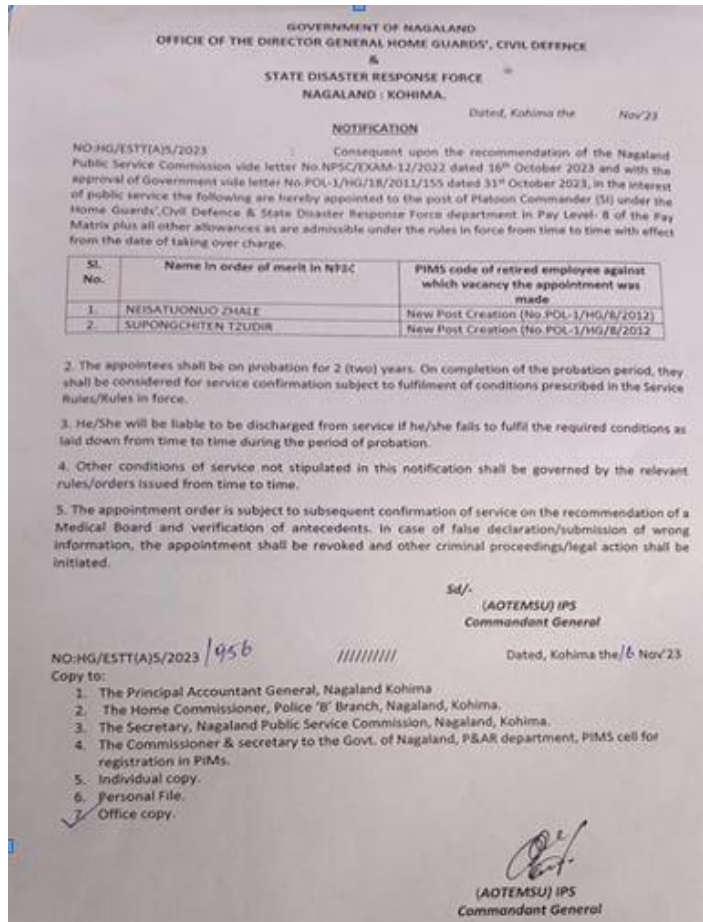 GOVERNMENT OF NAGALAND
OFFICIE OF THE DIRECTOR GENERAL HOME GUARDS', CIVIL DEFENCE
&
STATE DISASTER RESPONSE FORCE
NAGALAND : KOHIMA.
Dated, Kohima the Nov'23
NOTIFICATION
NO:HG/ESTT(A)5/2023 : Consequent upon the recommendation of the Nagaland
Public Service Commission vide letter No.NPSC/EXAM-12/2022 dated 16th October 2023 and with the
approval of Government vide letter No.POL-1/HG/18/2011/155 dated 31st October 2023, in the interest
of public service the following are hereby appointed to the post of Platoon Commander (SI) under the
Home Guards',Civil Defence & State Disaster Response Force department in Pay Level- 8 of the Pay
Matrix plus all other allowances at are admissible under the rules in force from time to time with effect
from the date of taking over charge.
Sl. No. Name in order of merit in NPSC PIMS code of retired employee against which vacancy the appointment was made
1. NEISATUONUO ZHALE New Post Creation (No.POL-1/HG/8/2012)
2. SUPONGCHITEN TZUDIR New Post Creation (No.POL-1/HG/8/2012
2. The appointees shall be on probation for 2 (two) years. On completion of the probation period, they
shall be considered for service confirmation subject to fulfilment of conditions prescribed in the Service
Rules/Rules in force.
3. He/She will be liable to be discharged from service if he/she fails to fulfil the required conditions as
laid down from time to time during the period of probation.
4. Other conditions of service not stipulated in this notification shall be governed by the relevant
rules/orders issued from time to time.
5. The appointment order is subject to subsequent confirmation of service on the recommendation of a
Medical Board and verification of antecedents. In case of false declaration/submission of wrong
information, the appointment shall be revoked and other criminal proceedings/legal action shall be
initiated.
Sd/-
(AOTEMSU) IPS
Commandant General
NO:HG/ESTT(A)5/2023/956 ////////// Dated, Kohima the 16 Nov'23
Copy to:
1. The Principal Accountant General, Nagaland Kohima
2. The Home Commissioner, Police 'B' Branch, Nagaland, Kohima.
3. The Secretary, Nagaland Public Service Commission, Nagaland, Kohima.
4. The Commissioner & secretary to the Govt. of Nagaland, P&AR department, PIMS cell for
registration in PIMs.
5. Individual copy.
6. Personal File.
7. Office copy.
(AOTEMSU) IPS
Commandant General